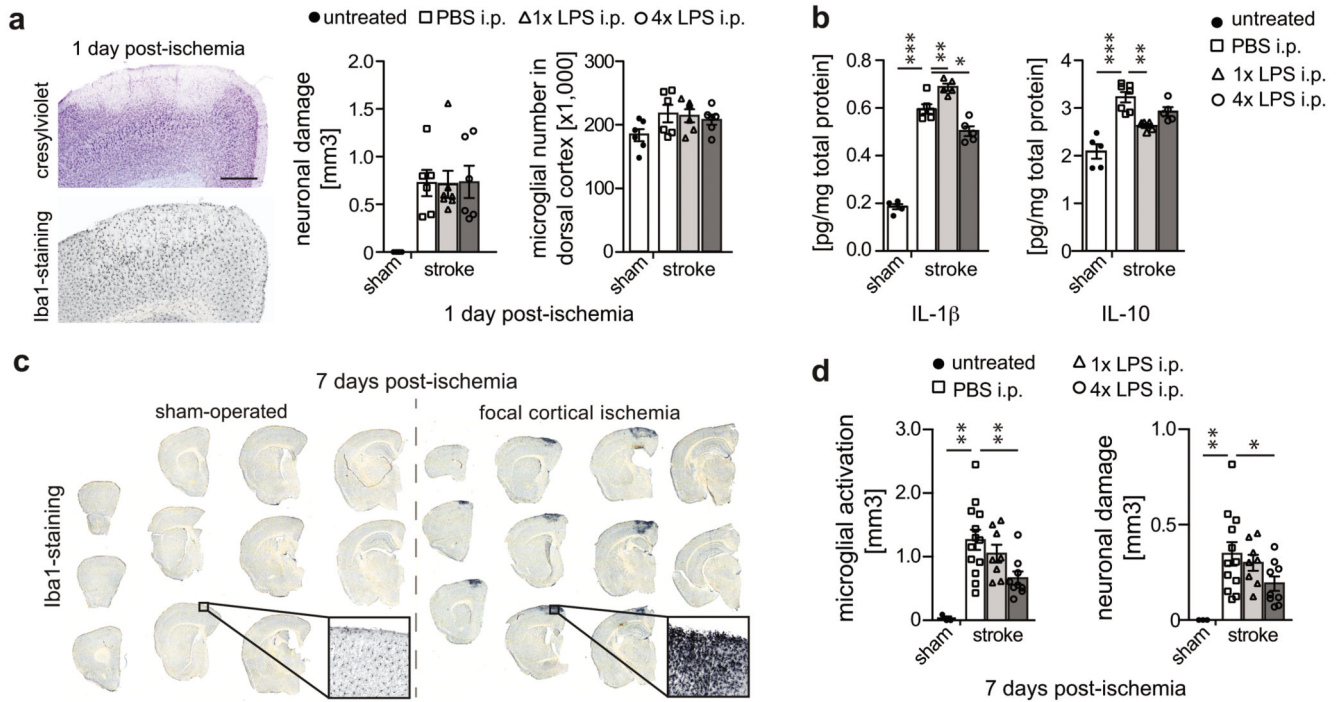 a
● untreated □ PBS i.p. △ 1x LPS i.p. ○ 4x LPS i.p.
1 day post-ischemia
cresylviolet
Iba1-staining
neuronal damage
[mm3]
2.0
1.5
1.0
0.5
0
sham
stroke
microglial number in
dorsal cortex [x1,000]
300
200
100
0
sham
stroke
1 day post-ischemia
b
● untreated
□ PBS i.p.
△ 1x LPS i.p.
○ 4x LPS i.p.
[pg/mg total protein]
0.8
0.6
0.4
0.2
0.0
*** ** *
sham
stroke
IL-1β
[pg/mg total protein]
4
3
2
1
0
*** **
sham
stroke
IL-10
c
7 days post-ischemia
sham-operated
focal cortical ischemia
Iba1-staining
d
● untreated △ 1x LPS i.p.
□ PBS i.p. ○ 4x LPS i.p.
microglial activation
[mm3]
3.0
2.0
1.0
0
** **
sham
stroke
neuronal damage
[mm3]
1.0
0.5
0
** *
sham
stroke
7 days post-ischemia